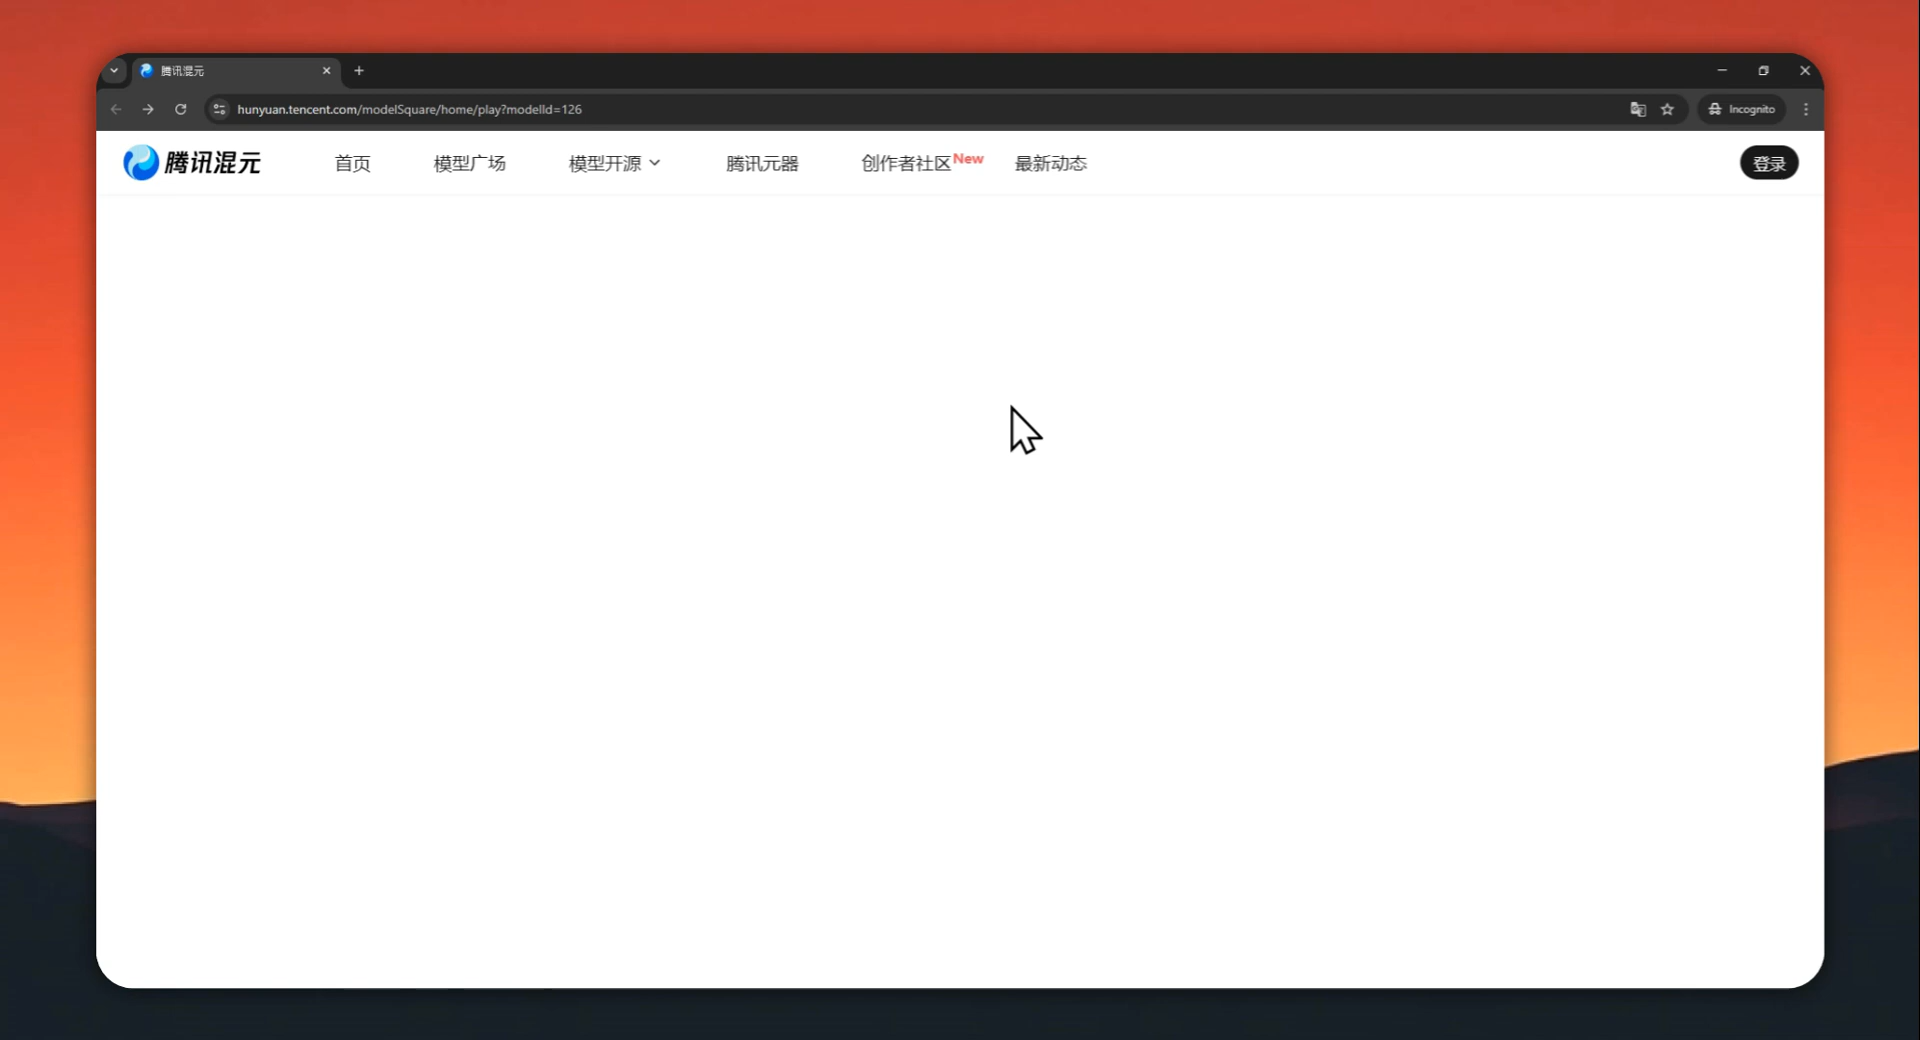 腾讯混元
hunyuan.tencent.com/modelSquare/home/play?modelId=126
Incognito
腾讯混元 首页 模型广场 模型开源 腾讯元器 创作者社区 New 最新动态 登录